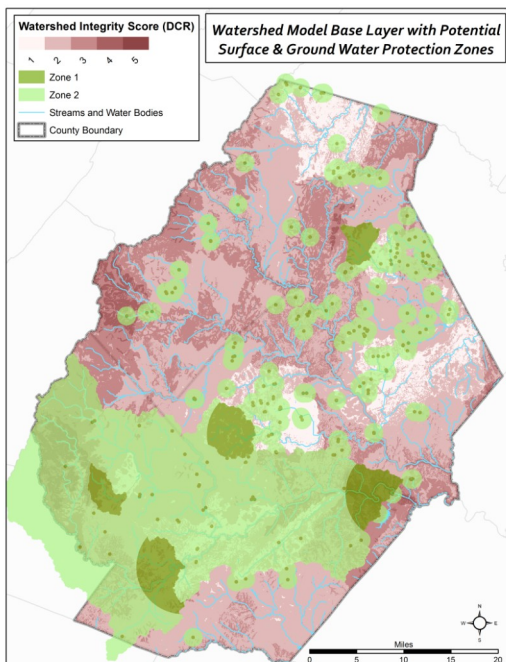 Watershed Model Base Layer with Potential
Surface & Ground Water Protection Zones
Watershed Integrity Score (DCR)
1 2 3 4 5
Zone 1
Zone 2
Streams and Water Bodies
County Boundary
N
W E
S
Miles
0 5 10 15 20